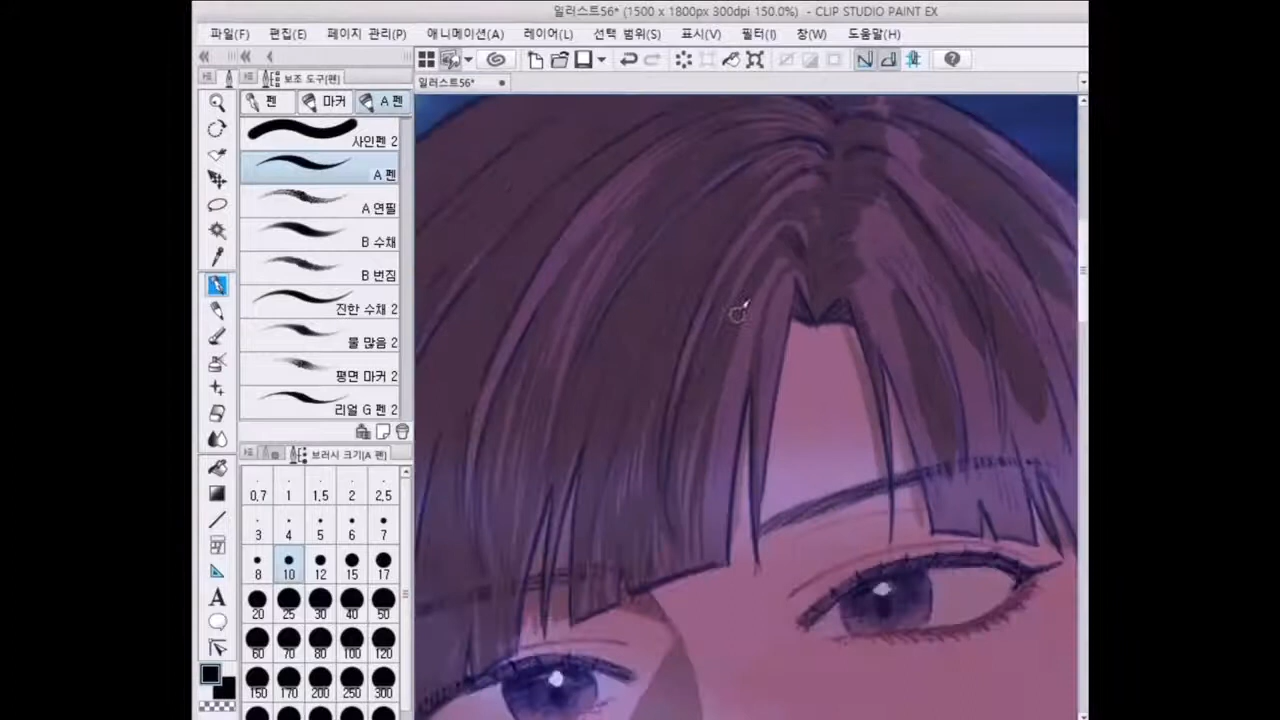 일러스트56* (1500 x 1800px 300dpi 150.0%) - CLIP STUDIO PAINT EX
파일(F) 편집(E) 페이지 관리(P) 애니메이션(A) 레이어(L) 선택 범위(S) 표시(V) 필터(I) 창(W) 도움말(H)
보조 도구[펜] 일러스트56*
펜 마커 A 펜
사인펜 2
A 펜
A 연필
B 수채
B 번짐
진한 수채 2
물 많음 2
평면 마커 2
리얼 G 펜 2
브러시 크기[A 펜]
0.7 1 1.5 2 2.5
3 4 5 6 7
8 10 12 15 17
20 25 30 40 50
60 70 80 100 120
150 170 200 250 300